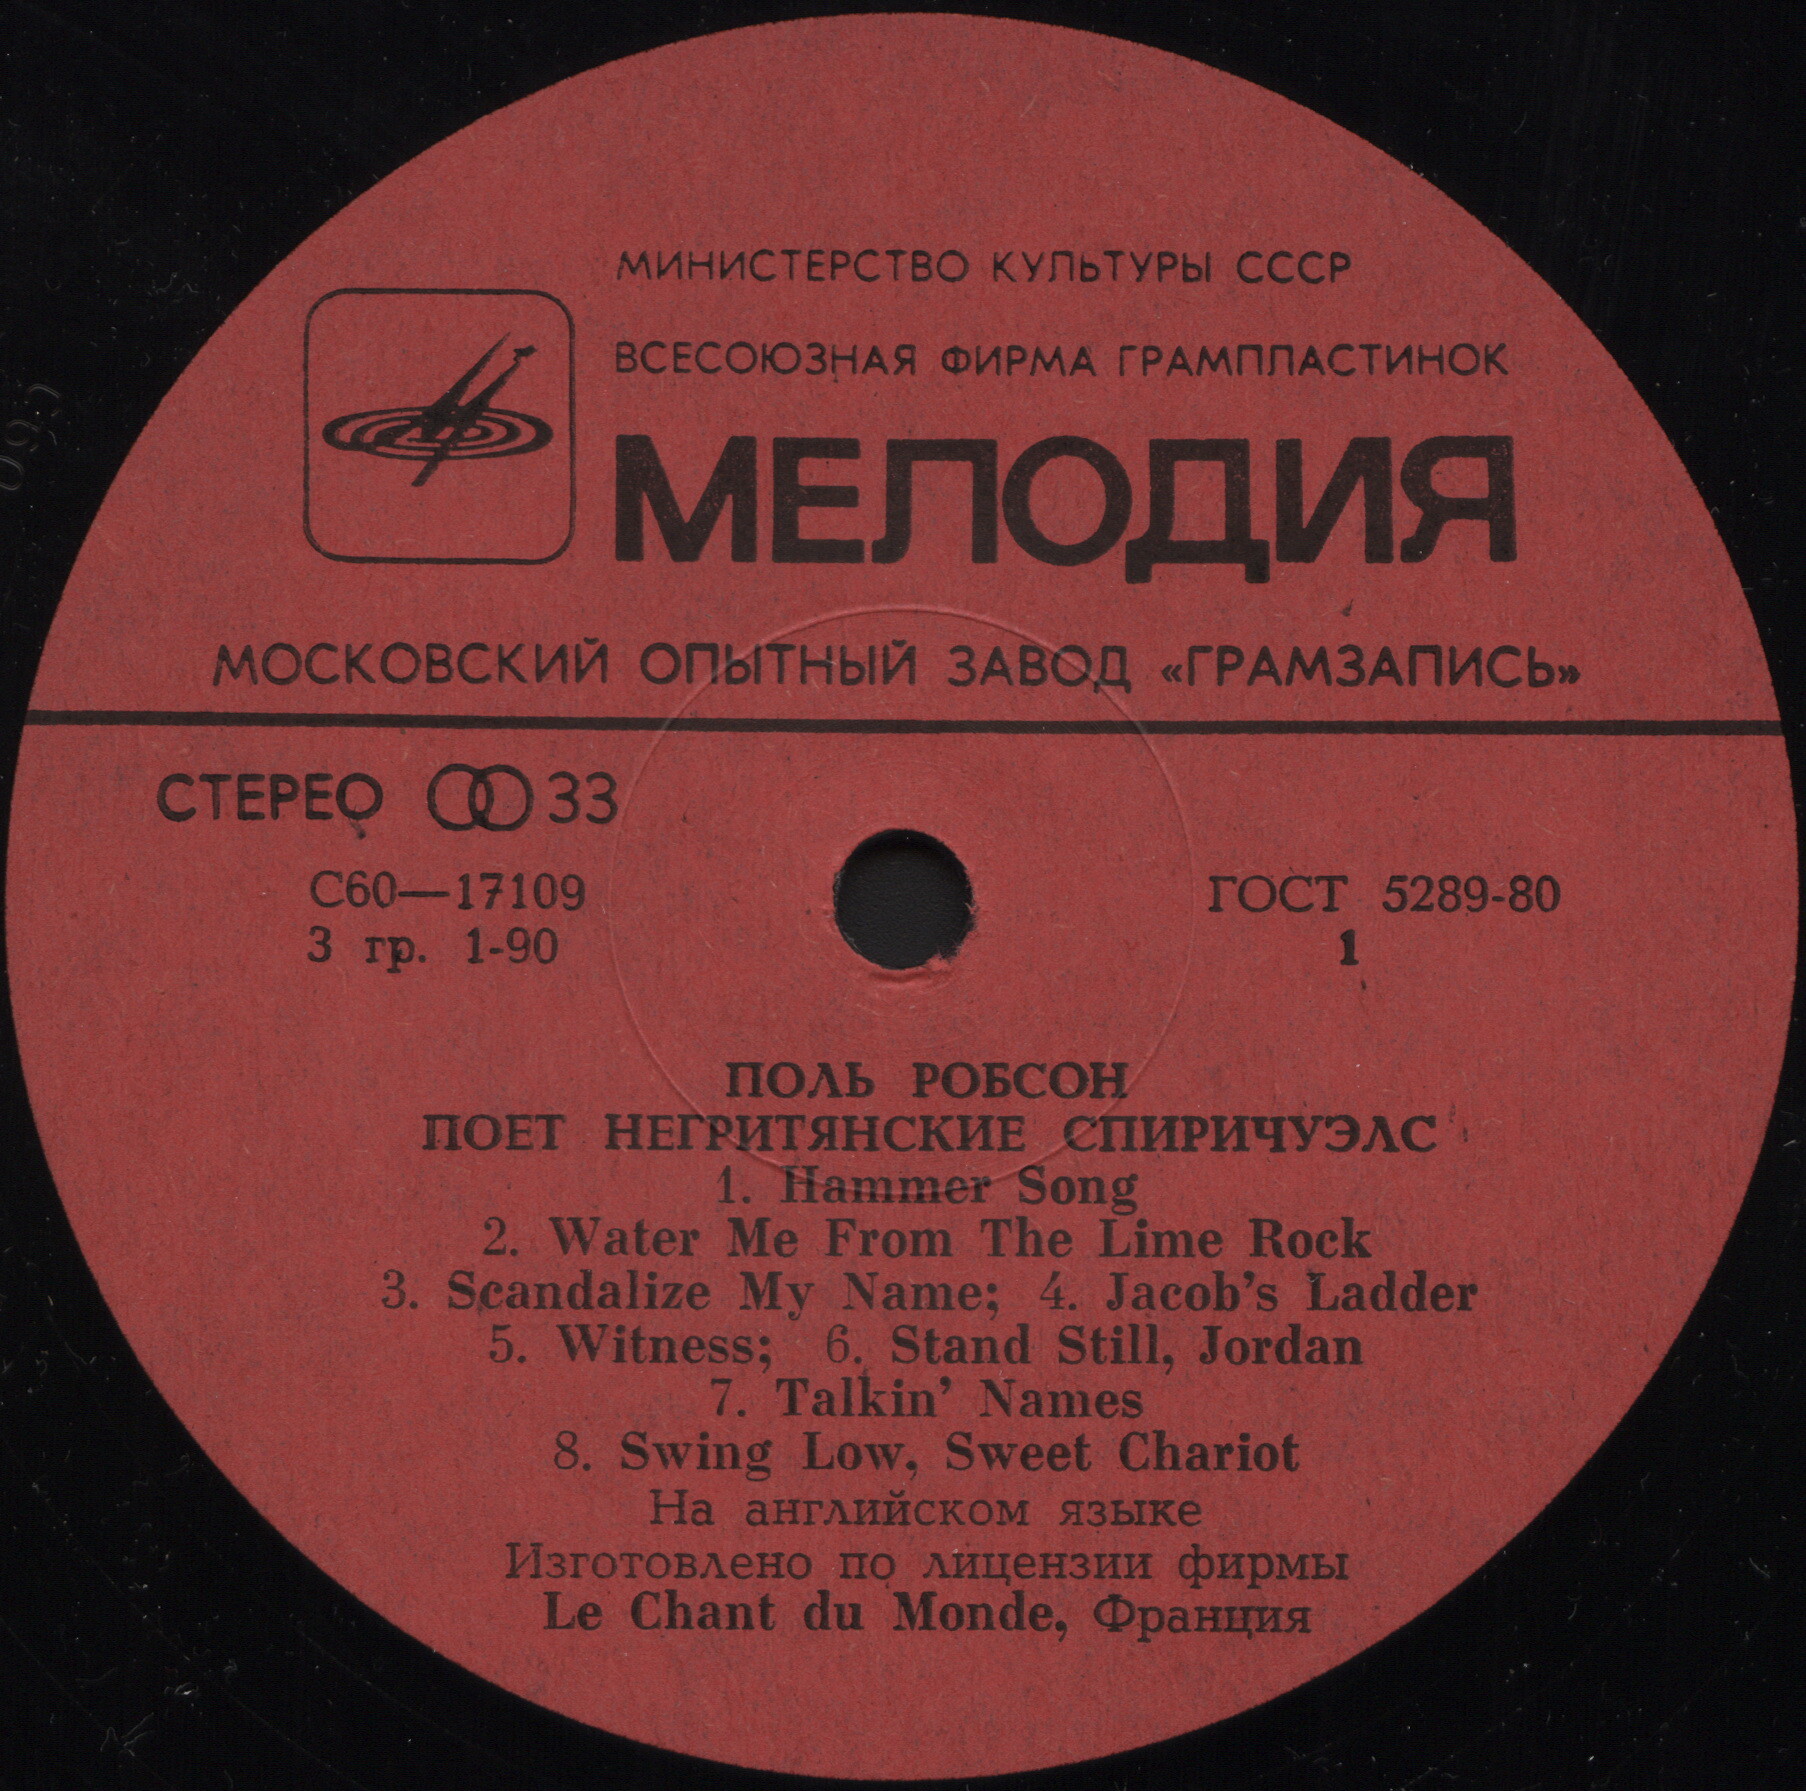 МИНИСТЕРСТВО КУЛЬТУРЫ СССР
ВСЕСОЮЗНАЯ ФИРМА ГРАМПЛАСТИНОК
МЕЛОДИЯ
МОСКОВСКИЙ ОПЫТНЫЙ ЗАВОД «ГРАМЗАПИСЬ»
СТЕРЕО 33
С60—17109
ГОСТ 5289-80
3 гр. 1-90
1
ПОЛЬ РОБСОН
ПОЕТ НЕГРИТЯНСКИЕ СПИРИЧУЭЛС
1. Hammer Song
2. Water Me From The Lime Rock
3. Scandalize My Name; 4. Jacob's Ladder
5. Witness; 6. Stand Still, Jordan
7. Talkin' Names
8. Swing Low, Sweet Chariot
На английском языке
Изготовлено по лицензии фирмы
Le Chant du Monde, Франция